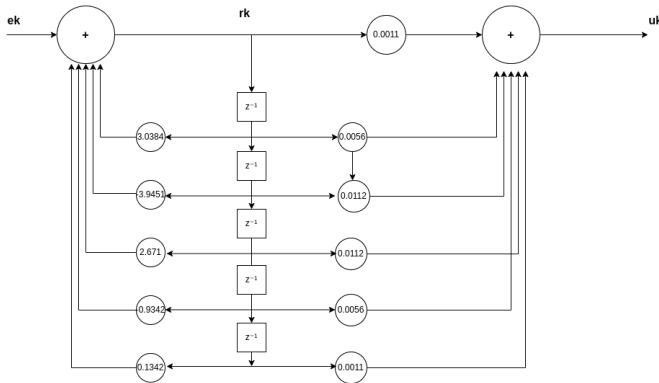 ek
rk
uk
+
0.0011
+
z⁻¹
3.0384
0.0056
z⁻¹
-3.9451
0.0112
z⁻¹
2.671
0.0112
z⁻¹
0.9342
0.0056
z⁻¹
0.1342
0.0011